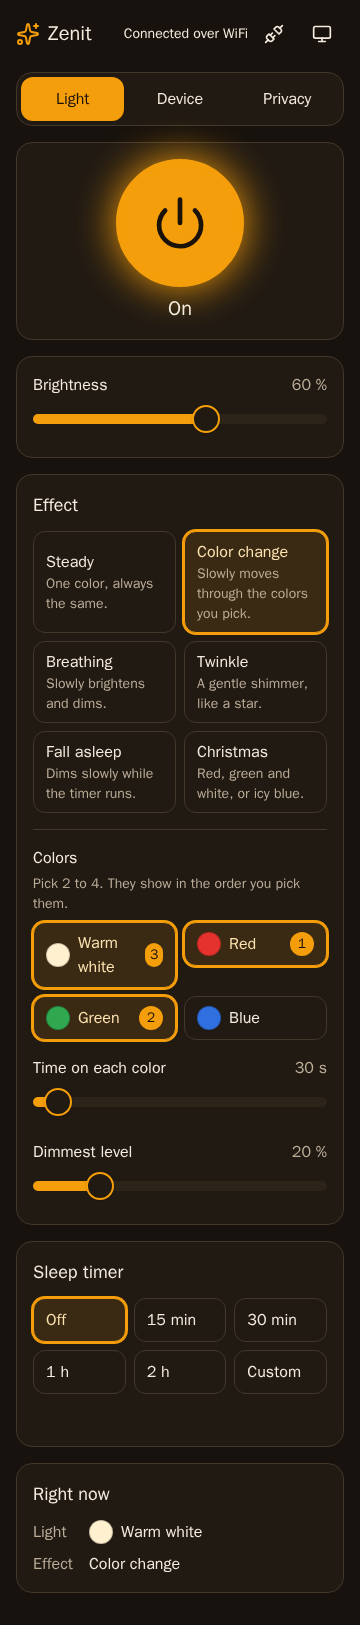 Zenit
Connected over WiFi
Light
Device
Privacy
On
Brightness
60 %
Effect
Steady
One color, always
the same.
Color change
Slowly moves
through the colors
you pick.
Breathing
Slowly brightens
and dims.
Twinkle
A gentle shimmer,
like a star.
Fall asleep
Dims slowly while
the timer runs.
Christmas
Red, green and
white, or icy blue.
Colors
Pick 2 to 4. They show in the order you pick
them.
Warm
white
3
Red
1
Green
2
Blue
Time on each color
30 s
Dimmest level
20 %
Sleep timer
Off
15 min
30 min
1 h
2 h
Custom
Right now
Light
Warm white
Effect
Color change